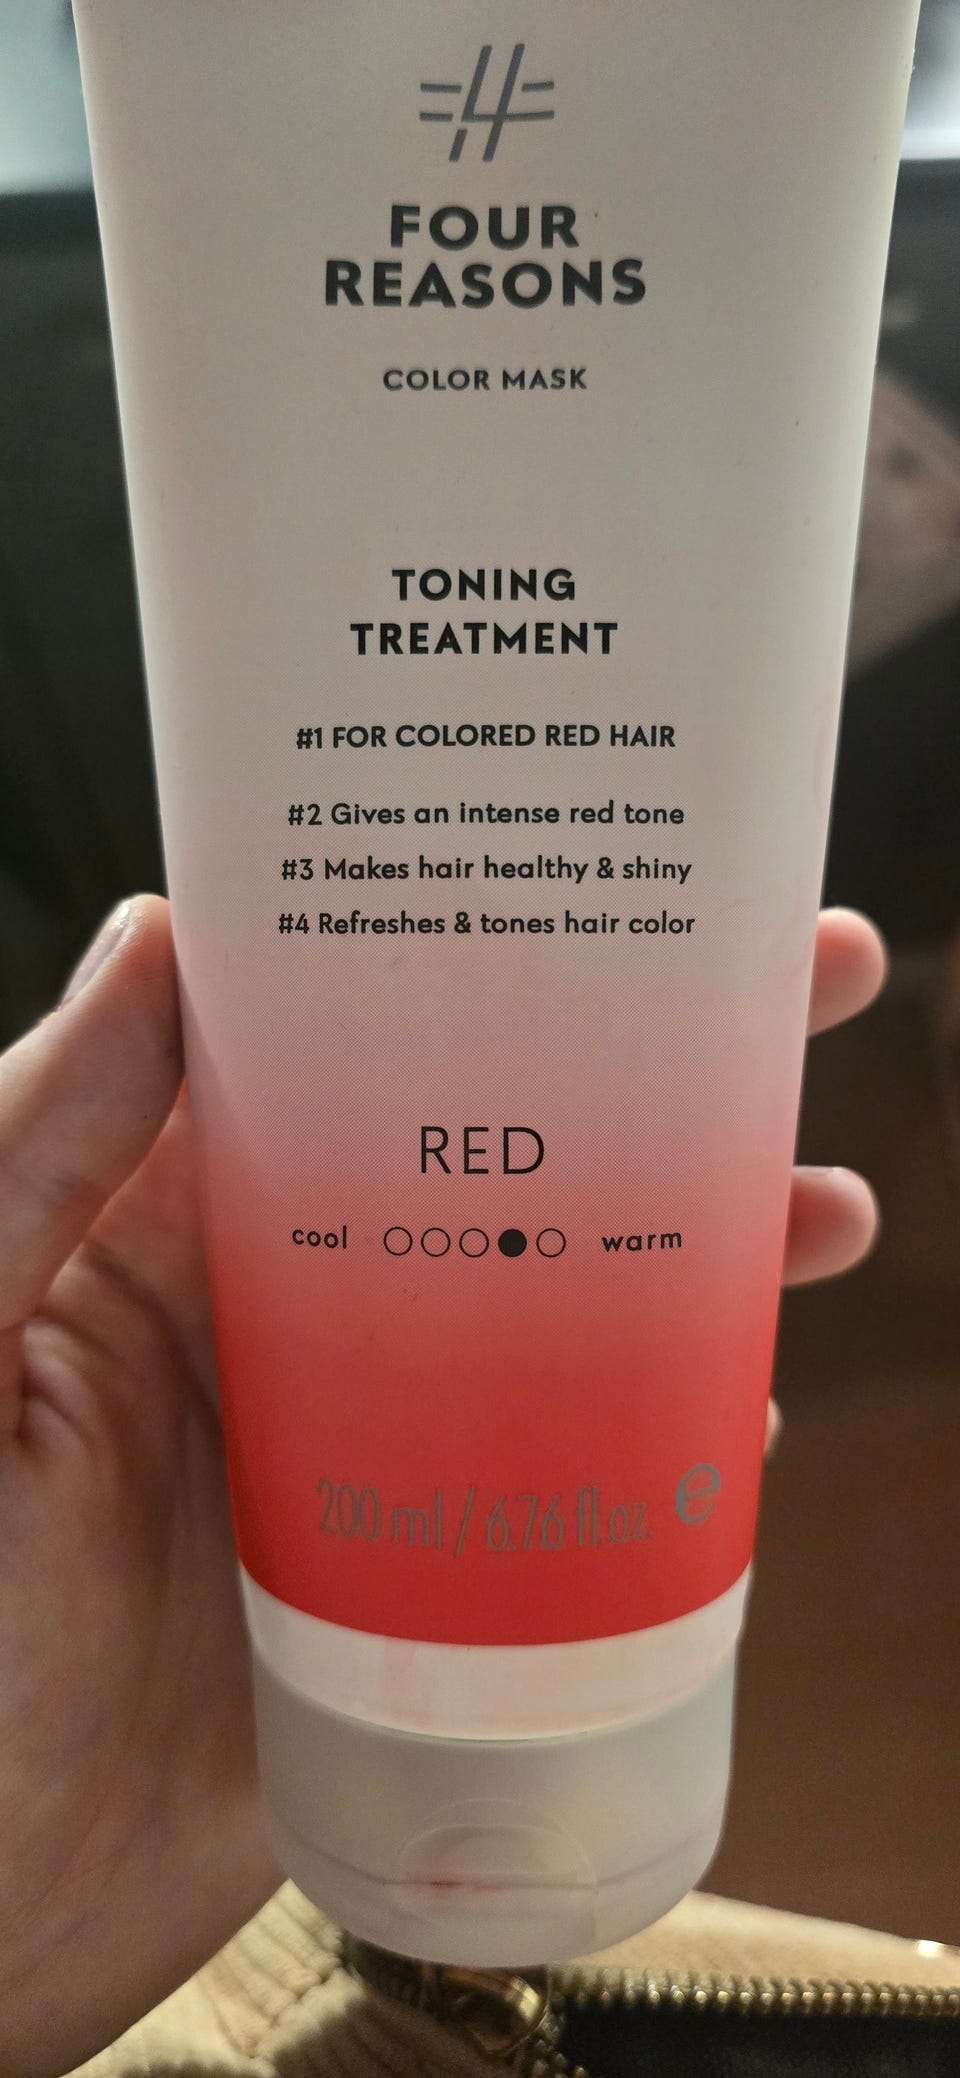 #4
FOUR
REASONS
COLOR MASK
TONING
TREATMENT
#1 FOR COLORED RED HAIR
#2 Gives an intense red tone
#3 Makes hair healthy & shiny
#4 Refreshes & tones hair color
RED
cool ○○○●○ warm
200 ml / 6.76 fl.oz. ℮